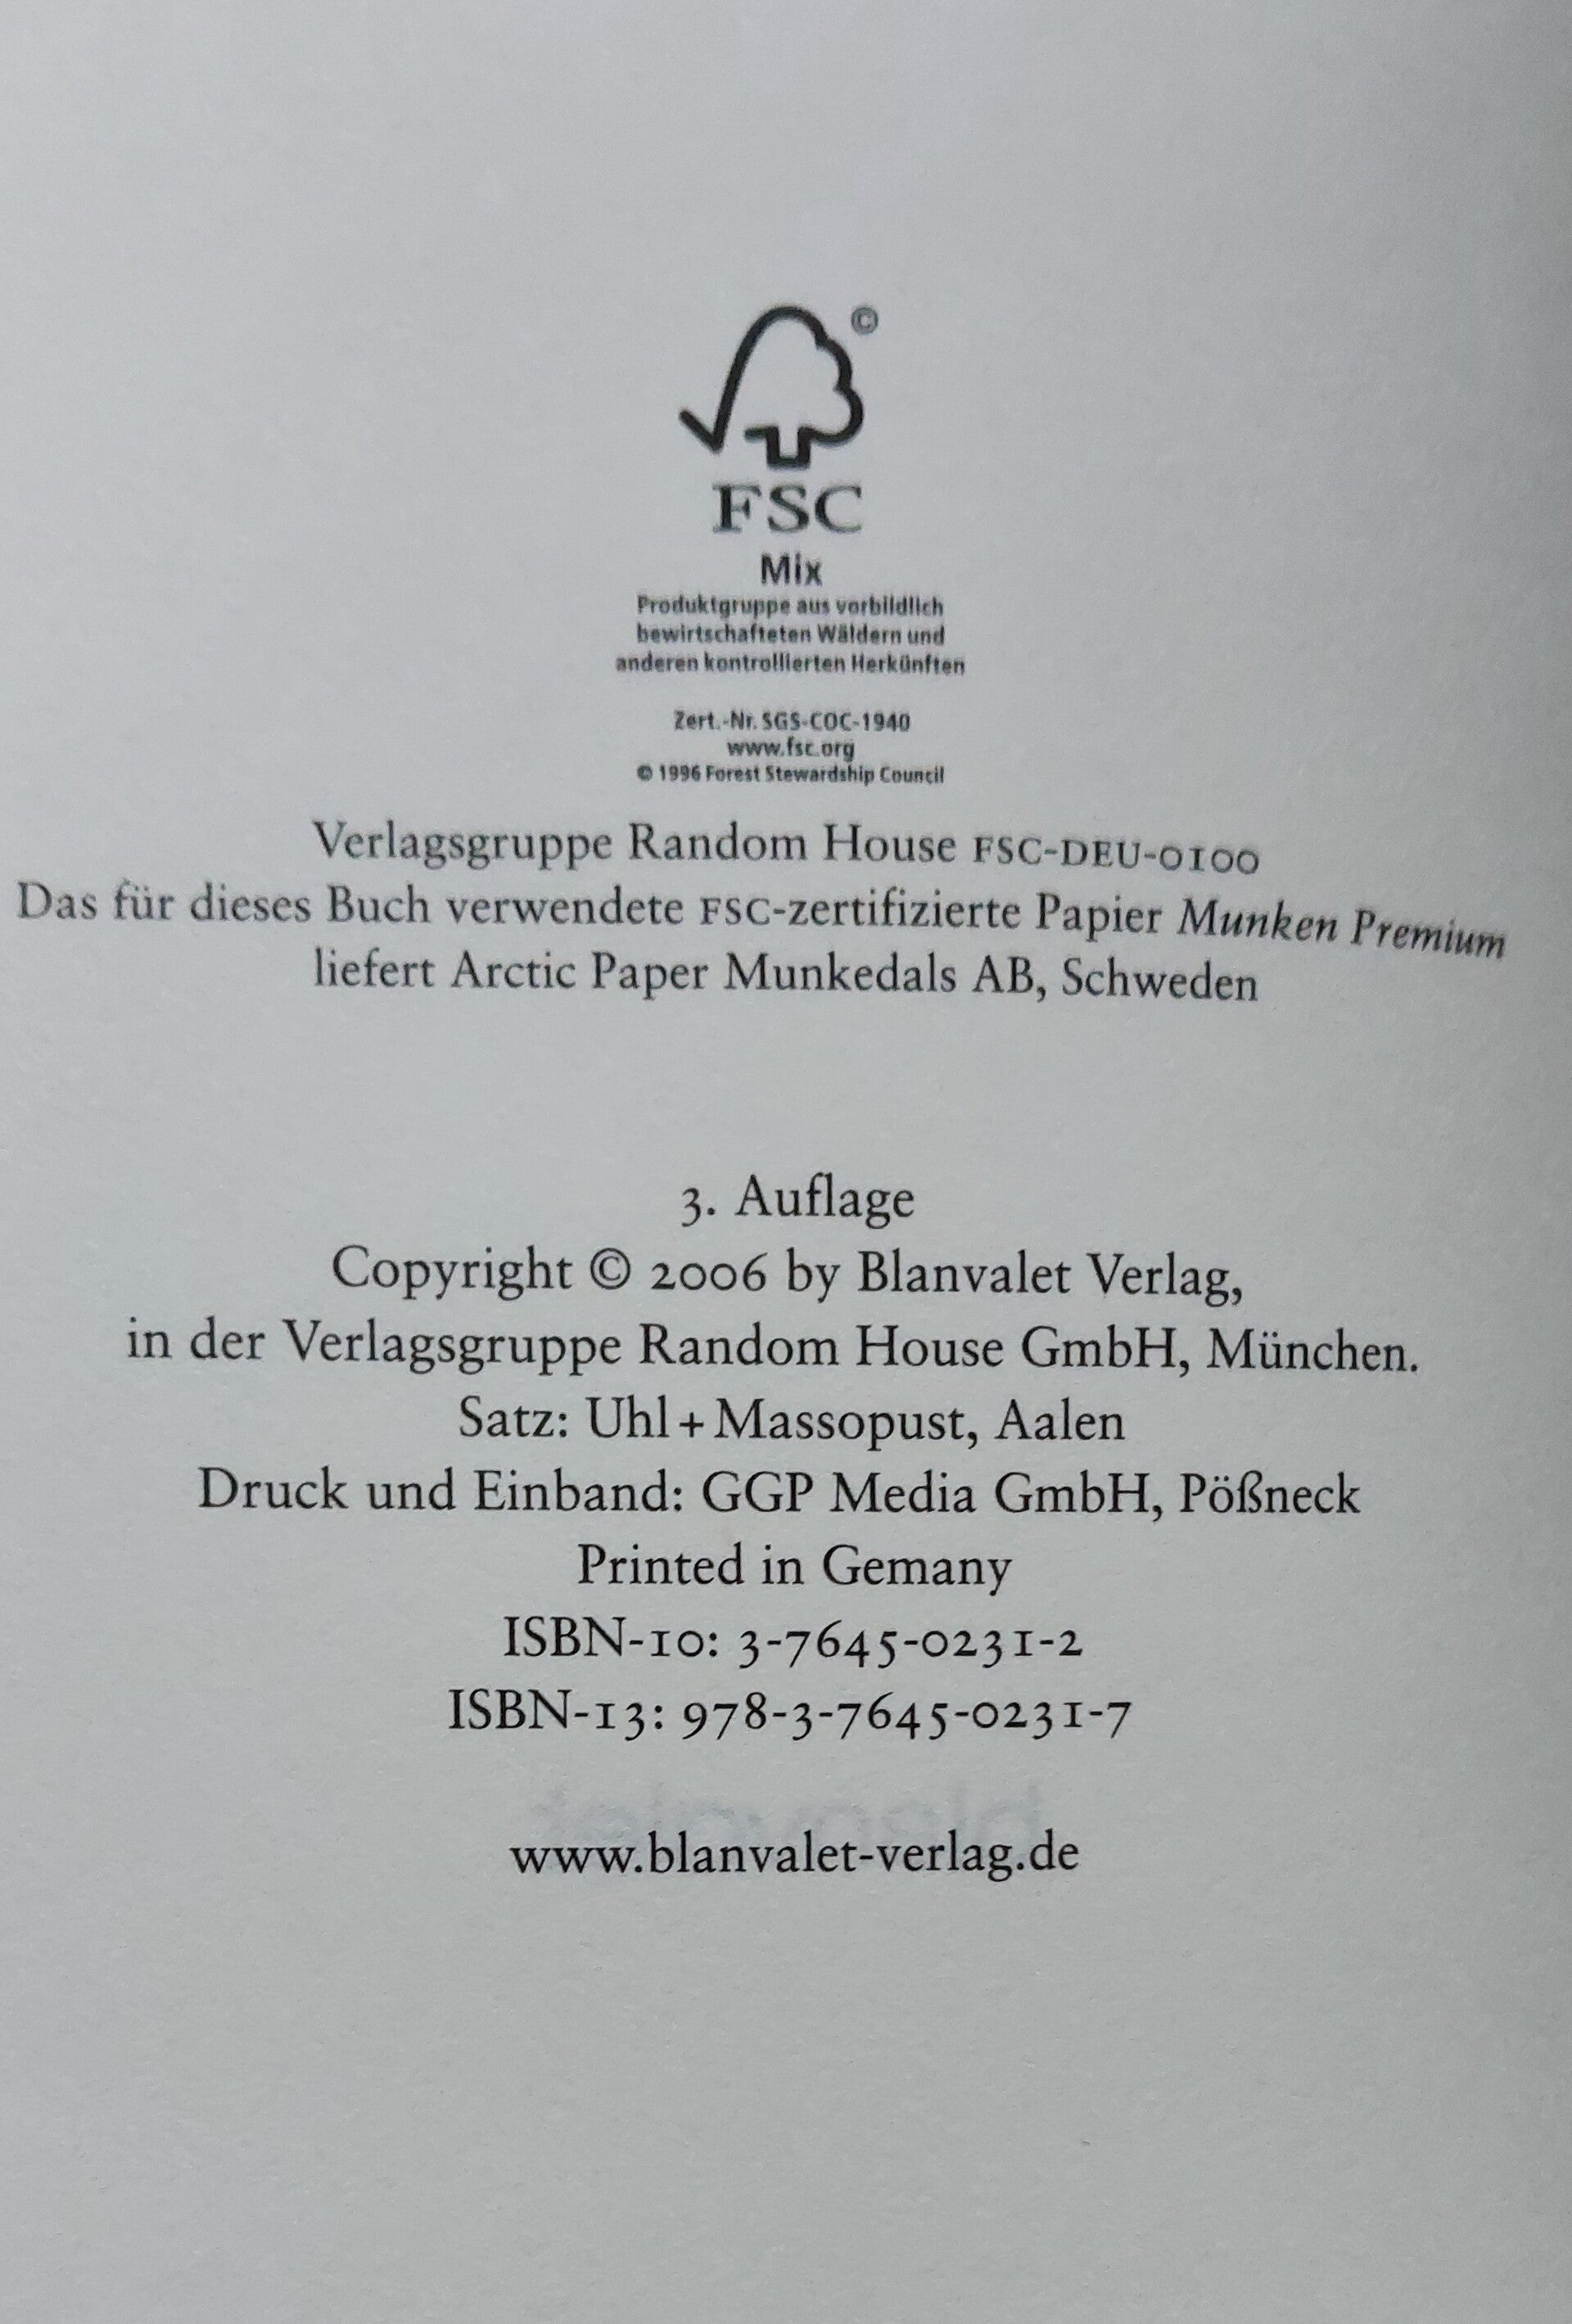 ©
FSC
Mix
Produktgruppe aus vorbildlich
bewirtschafteten Wäldern und
anderen kontrollierten Herkünften
Zert.-Nr. SGS-COC-1940
www.fsc.org
© 1996 Forest Stewardship Council
Verlagsgruppe Random House FSC-DEU-0100
Das für dieses Buch verwendete FSC-zertifizierte Papier Munken Premium
liefert Arctic Paper Munkedals AB, Schweden
3. Auflage
Copyright © 2006 by Blanvalet Verlag,
in der Verlagsgruppe Random House GmbH, München.
Satz: Uhl + Massopust, Aalen
Druck und Einband: GGP Media GmbH, Pößneck
Printed in Gemany
ISBN-10: 3-7645-0231-2
ISBN-13: 978-3-7645-0231-7
www.blanvalet-verlag.de